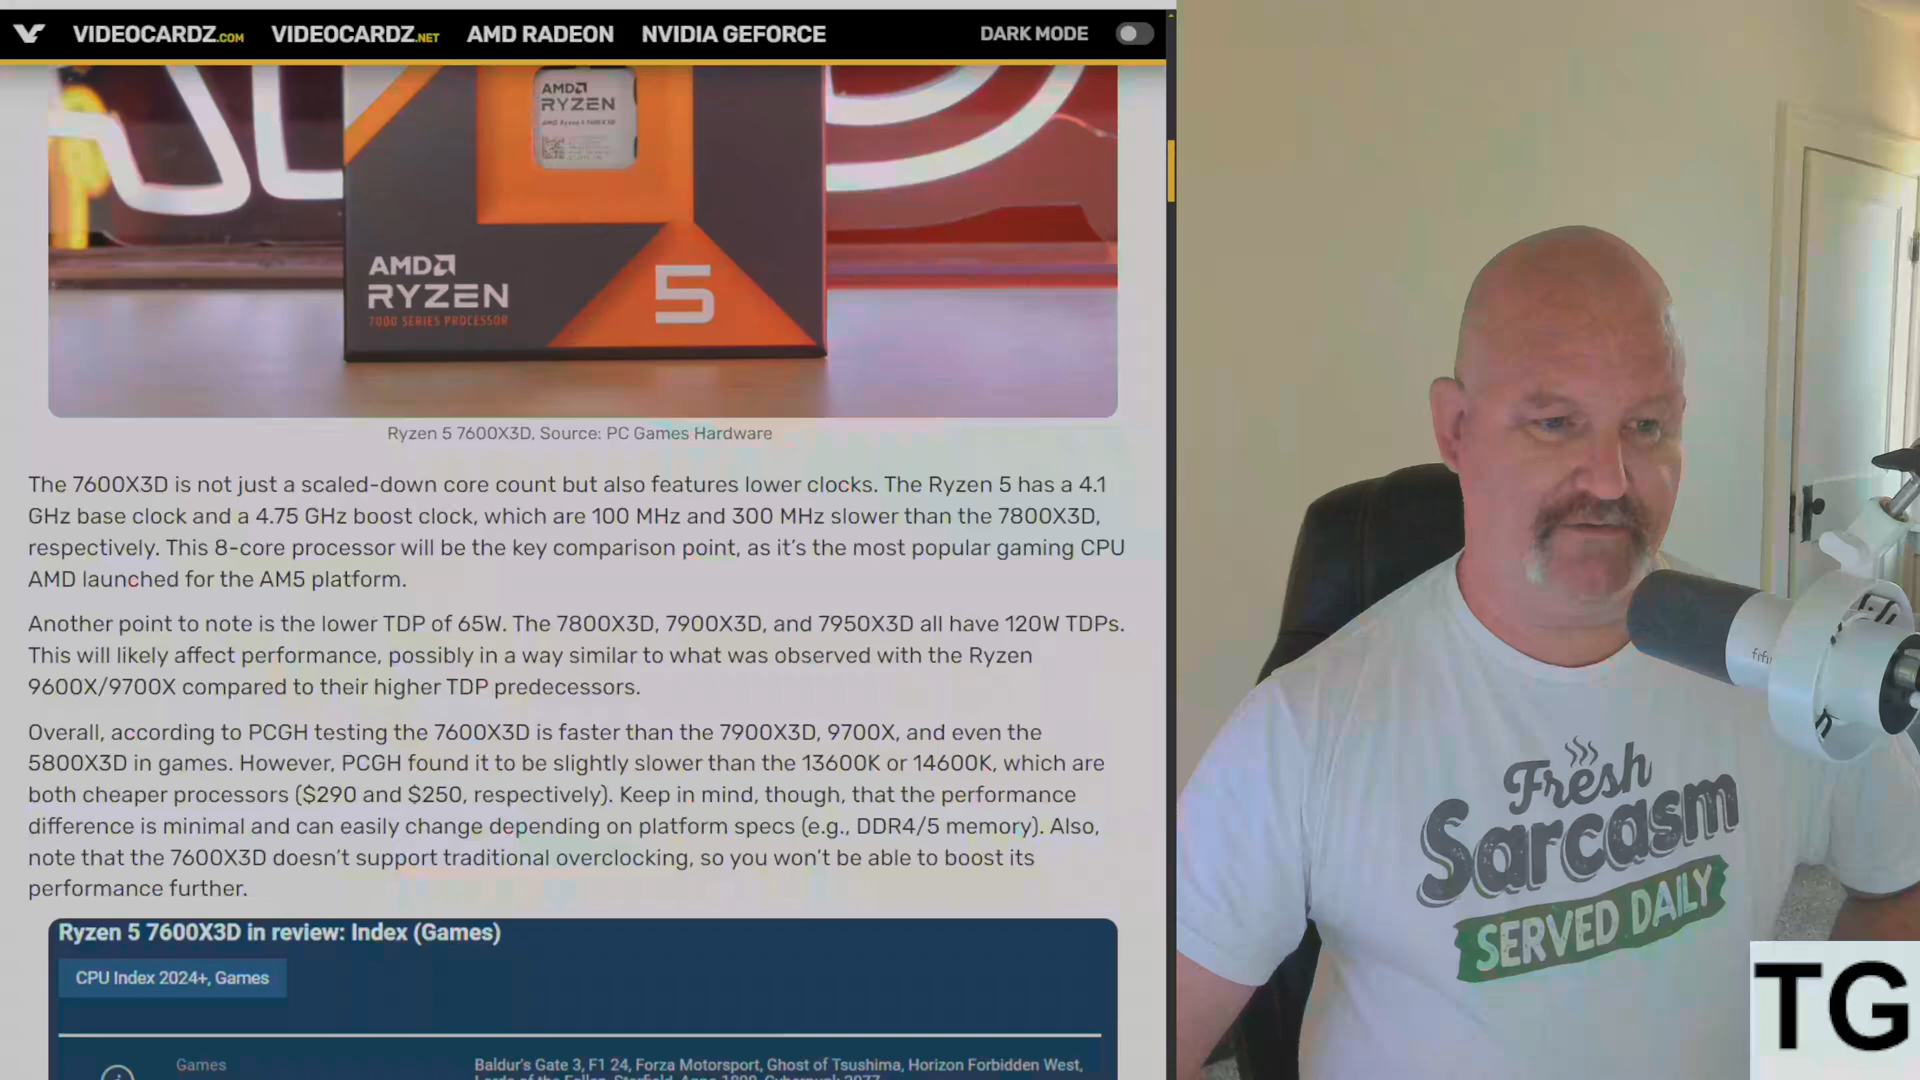 VIDEOCARDZ.COM VIDEOCARDZ.NET AMD RADEON NVIDIA GEFORCE DARK MODE
AMD
RYZEN
AMD Ryzen 5 7600X3D
AMD
RYZEN
7000 SERIES PROCESSOR
5
Ryzen 5 7600X3D, Source: PC Games Hardware
The 7600X3D is not just a scaled-down core count but also features lower clocks. The Ryzen 5 has a 4.1
GHz base clock and a 4.75 GHz boost clock, which are 100 MHz and 300 MHz slower than the 7800X3D,
respectively. This 8-core processor will be the key comparison point, as it's the most popular gaming CPU
AMD launched for the AM5 platform.
Another point to note is the lower TDP of 65W. The 7800X3D, 7900X3D, and 7950X3D all have 120W TDPs.
This will likely affect performance, possibly in a way similar to what was observed with the Ryzen
9600X/9700X compared to their higher TDP predecessors.
Overall, according to PCGH testing the 7600X3D is faster than the 7900X3D, 9700X, and even the
5800X3D in games. However, PCGH found it to be slightly slower than the 13600K or 14600K, which are
both cheaper processors ($290 and $250, respectively). Keep in mind, though, that the performance
difference is minimal and can easily change depending on platform specs (e.g., DDR4/5 memory). Also,
note that the 7600X3D doesn't support traditional overclocking, so you won't be able to boost its
performance further.
Ryzen 5 7600X3D in review: Index (Games)
CPU Index 2024+, Games
Games
Baldur's Gate 3, F1 24, Forza Motorsport, Ghost of Tsushima, Horizon Forbidden West,
Fresh
Sarcasm
SERVED DAILY
TG